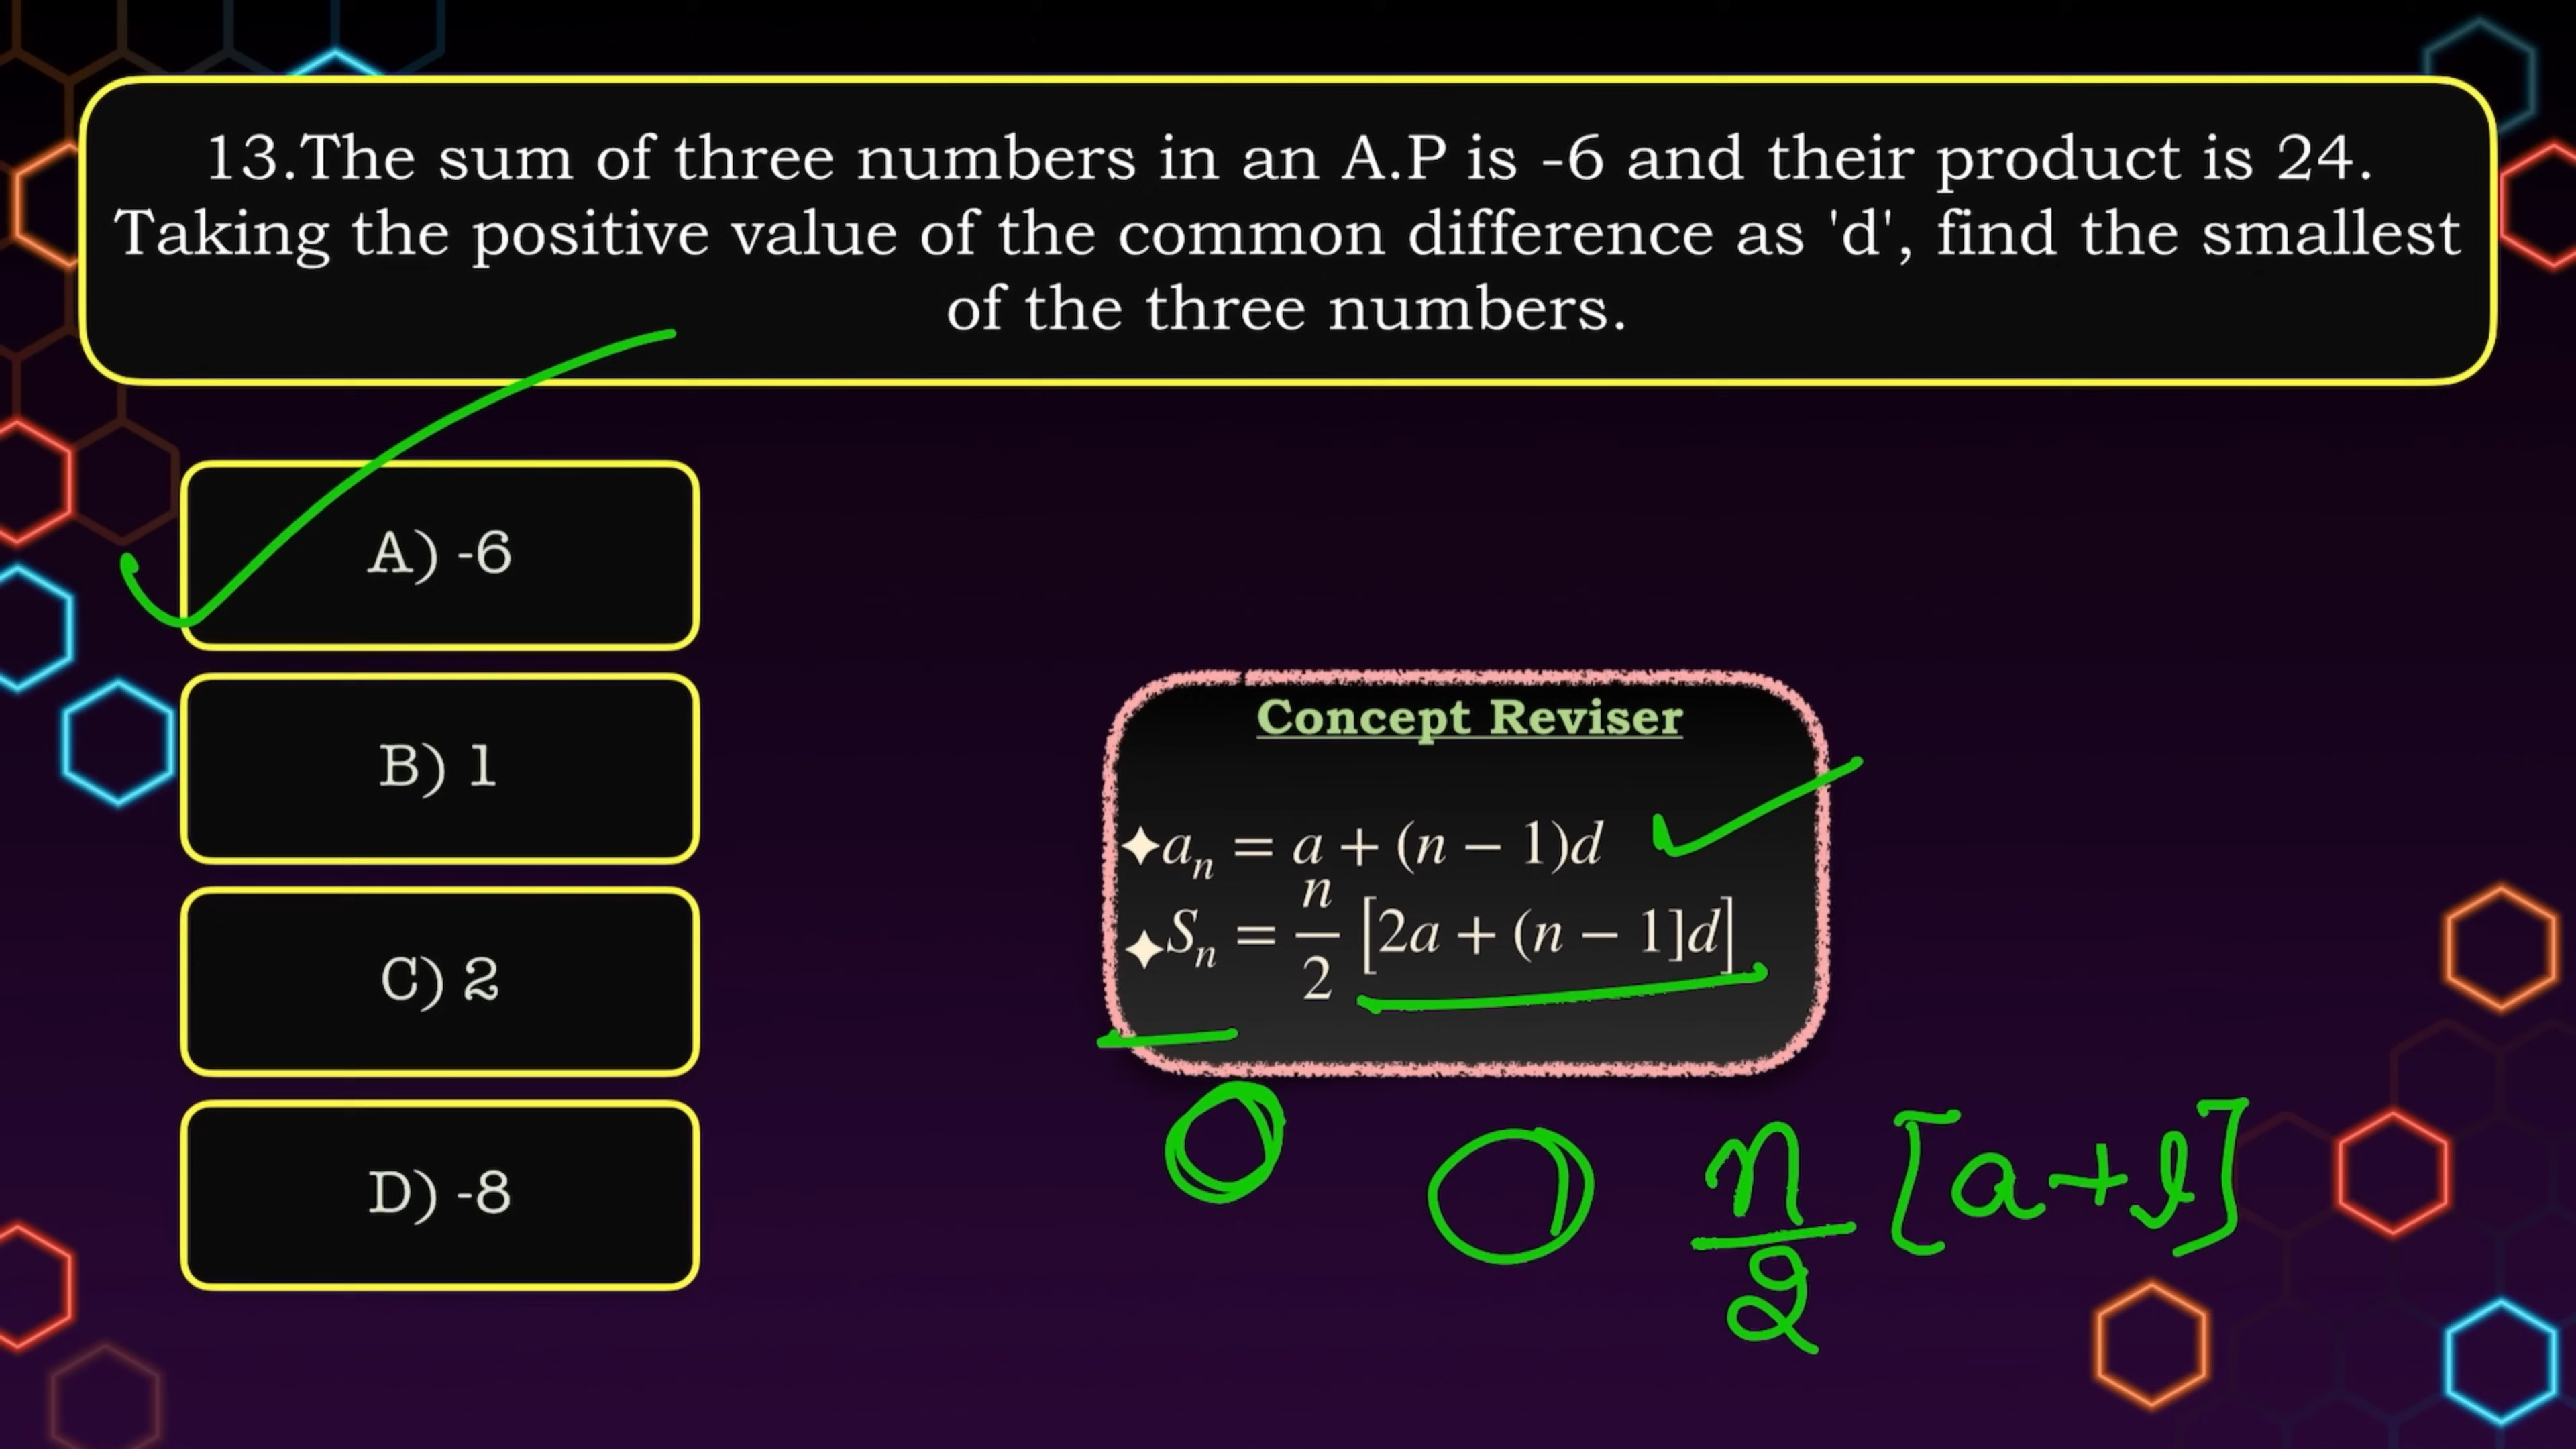 13.The sum of three numbers in an A.P is -6 and their product is 24.
Taking the positive value of the common difference as 'd', find the smallest
of the three numbers.
A) -6
B) 1
C) 2
D) -8
Concept Reviser
✦aₙ = a + (n − 1)d
✦Sₙ = n/2 [2a + (n − 1]d]
n/2 [a+l]